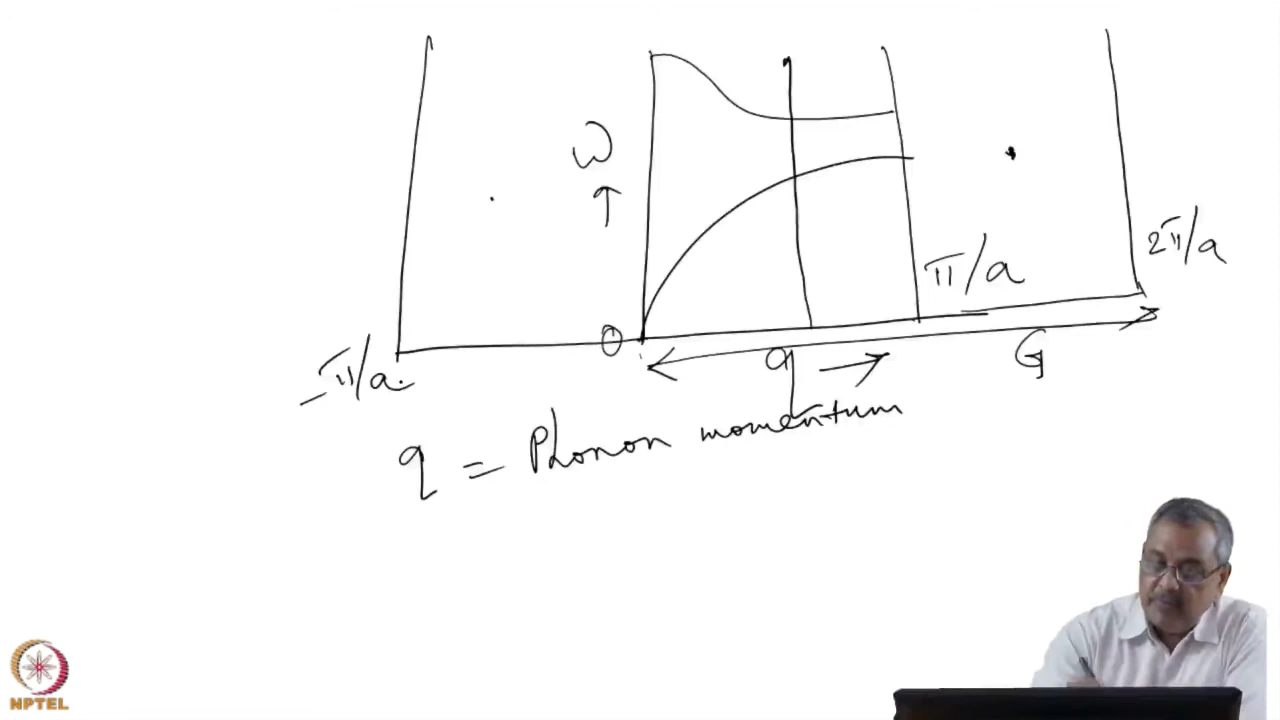 ω
↑
2π/a
π/a
0
-π/a.
q →
G
q = Phonon momentum
NPTEL